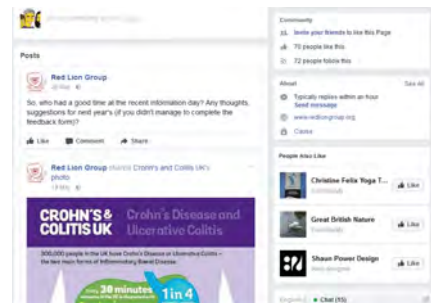 Posts
Red Lion Group
So, who had a good time at the recent information day? Any thoughts,
suggestions for next year's (if you didn't manage to complete the
feedback form)?
Like Comment Share
Red Lion Group shared Crohn's and Colitis UK's
photo
CROHN'S &
COLITIS UK
Crohn's Disease and
Ulcerative Colitis
300,000 people in the UK have Crohn's Disease or Ulcerative Colitis –
the two main forms of Inflammatory Bowel Disease
30 minutes
1 in 4
Community
Invite your friends to like this Page
70 people like this
72 people follow this
About See All
Typically replies within an hour
Send message
www.redliongroup.org
People Also Like
Christine Felix Yoga T...
Like
Great British Nature
Like
Shaun Power Design
Like
Chat (15)